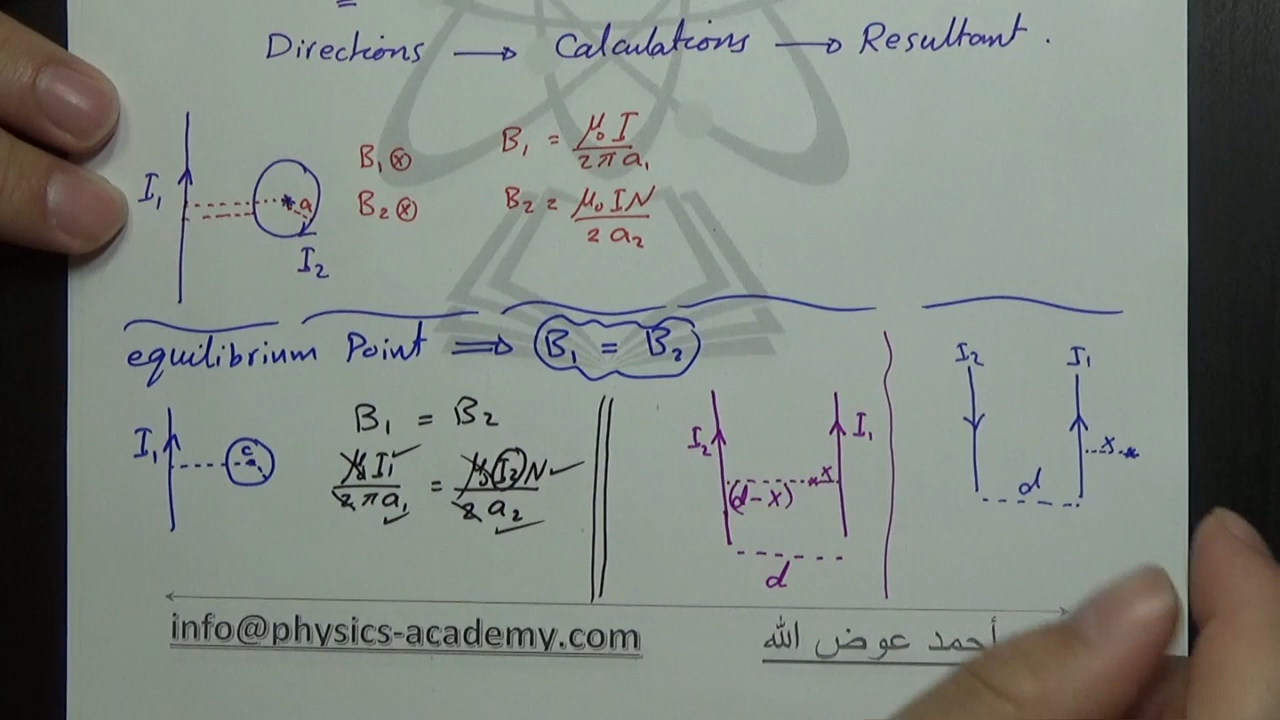 Directions → Calculations → Resultant.
I₁
a
I₂
B₁ ⊗
B₂ ⊗
B₁ = μ₀ I / 2 π a₁
B₂ = μ₀ I N / 2 a₂
equilibrium Point ⇒ B₁ = B₂
I₁
c
B₁ = B₂
μ₀ I₁ / 2 π a₁ = μ₀ I₂ N / 2 a₂
I₂
I₁
(d-x)
x
d
I₂
I₁
x
d
info@physics-academy.com
أحمد عوض الله